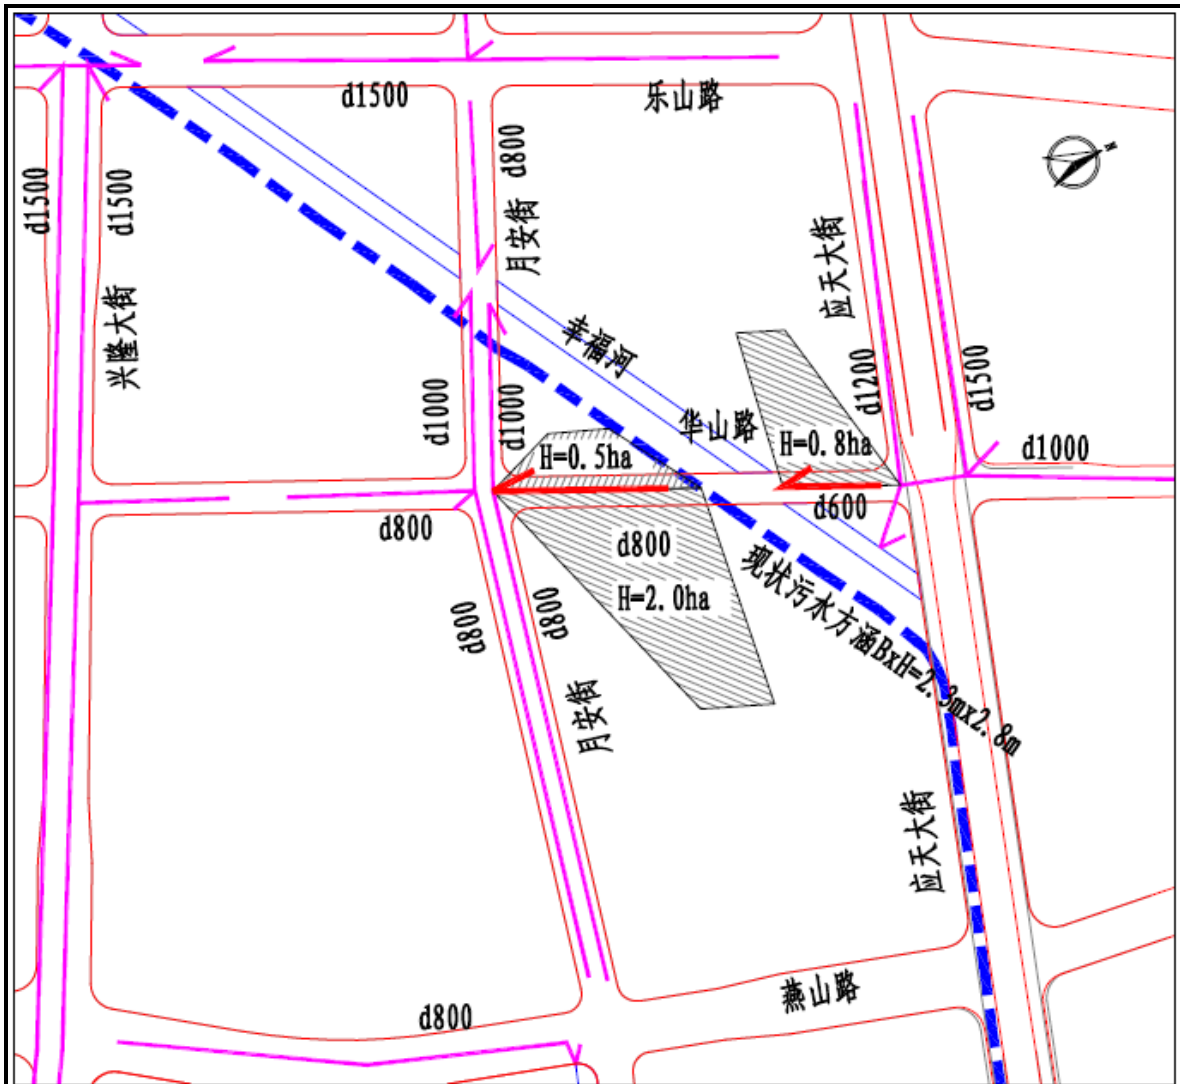 d1500
乐山路
N
d800
d1500
d1500
月安街
应天大街
兴隆大街
幸福河
d1200
d1500
d1000
d1000
华山路
H=0.5ha
H=0.8ha
d1000
d800
d600
d800
现状污水方涵BxH=2.3mx2.8m
H=2.0ha
d800
d800
月安街
应天大街
燕山路
d800